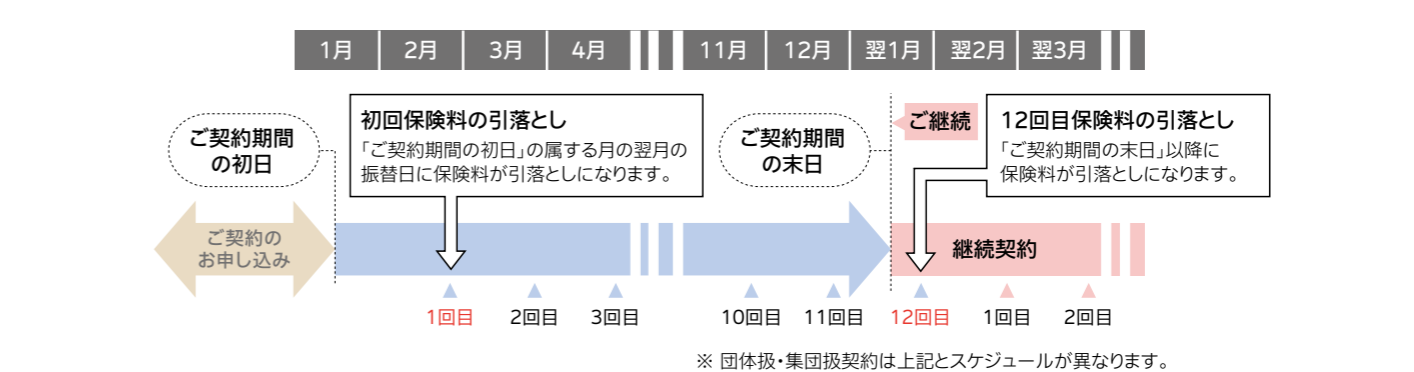 1月 2月 3月 4月 11月 12月 翌1月 翌2月 翌3月
ご契約期間
の初日
初回保険料の引落とし
「ご契約期間の初日」の属する月の翌月の
振替日に保険料が引落としになります。
ご契約期間
の末日
ご継続
12回目保険料の引落とし
「ご契約期間の末日」以降に
保険料が引落としになります。
ご契約の
お申し込み
継続契約
1回目 2回目 3回目 10回目 11回目 12回目 1回目 2回目
※ 団体扱・集団扱契約は上記とスケジュールが異なります。